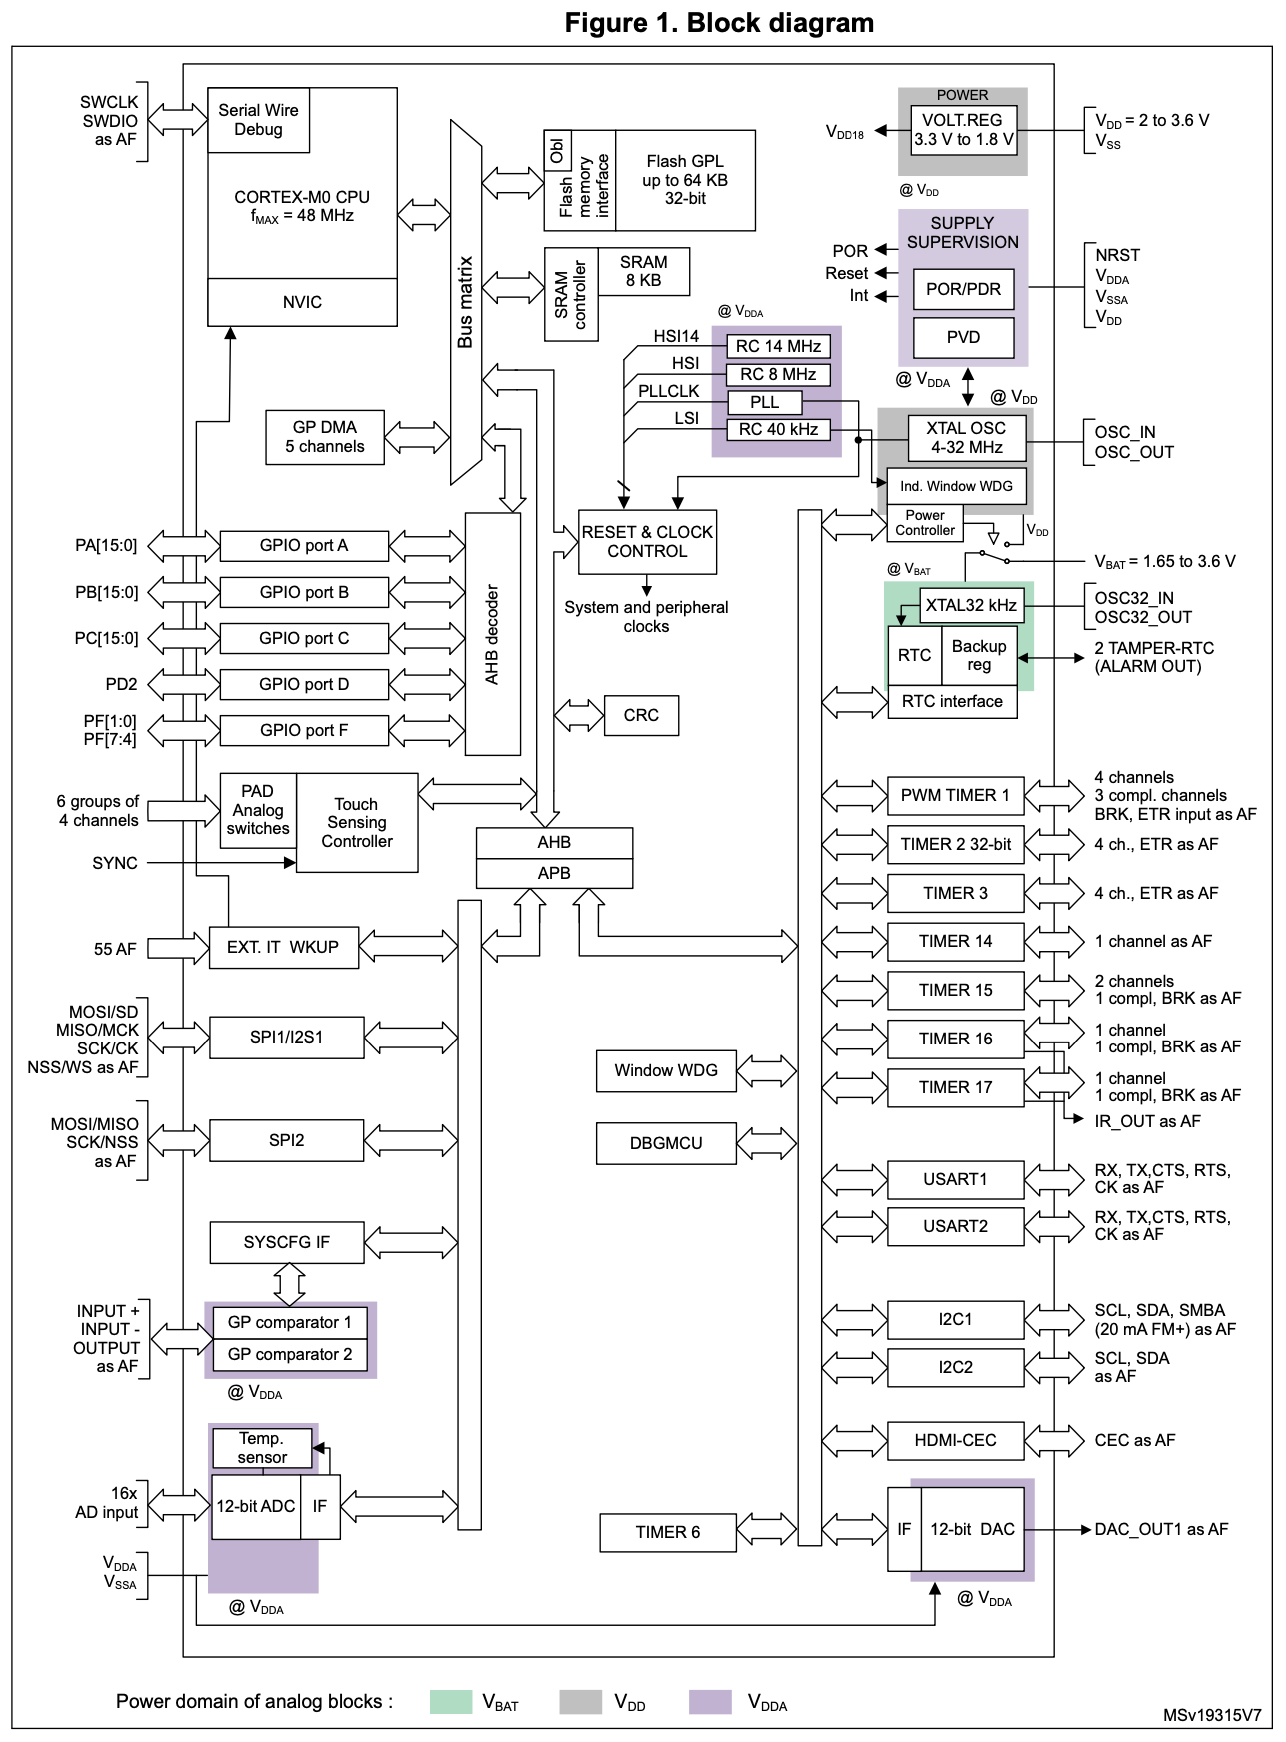 Figure 1. Block diagram
SWCLK
SWDIO
as AF
Serial Wire
Debug
CORTEX-M0 CPU
fMAX = 48 MHz
NVIC
Bus matrix
Obl
Flash
memory
interface
Flash GPL
up to 64 KB
32-bit
SRAM
controller
SRAM
8 KB
POWER
VOLT.REG
3.3 V to 1.8 V
VDD18
VDD = 2 to 3.6 V
VSS
@ VDD
SUPPLY
SUPERVISION
POR/PDR
PVD
POR
Reset
Int
NRST
VDDA
VSSA
VDD
@ VDDA
@ VDDA
HSI14
HSI
PLLCLK
LSI
RC 14 MHz
RC 8 MHz
PLL
RC 40 kHz
@ VDD
XTAL OSC
4-32 MHz
OSC_IN
OSC_OUT
Ind. Window WDG
Power
Controller
VDD
VBAT = 1.65 to 3.6 V
@ VBAT
XTAL32 kHz
OSC32_IN
OSC32_OUT
RTC
Backup
reg
2 TAMPER-RTC
(ALARM OUT)
RTC interface
GP DMA
5 channels
RESET & CLOCK
CONTROL
System and peripheral
clocks
PA[15:0]
GPIO port A
PB[15:0]
GPIO port B
PC[15:0]
GPIO port C
PD2
GPIO port D
PF[1:0]
PF[7:4]
GPIO port F
AHB decoder
CRC
6 groups of
4 channels
SYNC
PAD
Analog
switches
Touch
Sensing
Controller
AHB
APB
55 AF
EXT. IT WKUP
MOSI/SD
MISO/MCK
SCK/CK
NSS/WS as AF
SPI1/I2S1
MOSI/MISO
SCK/NSS
as AF
SPI2
SYSCFG IF
INPUT +
INPUT -
OUTPUT
as AF
GP comparator 1
GP comparator 2
@ VDDA
Temp.
sensor
16x
AD input
12-bit ADC
IF
VDDA
VSSA
@ VDDA
Window WDG
DBGMCU
TIMER 6
PWM TIMER 1
4 channels
3 compl. channels
BRK, ETR input as AF
TIMER 2 32-bit
4 ch., ETR as AF
TIMER 3
4 ch., ETR as AF
TIMER 14
1 channel as AF
TIMER 15
2 channels
1 compl, BRK as AF
TIMER 16
1 channel
1 compl, BRK as AF
TIMER 17
1 channel
1 compl, BRK as AF
IR_OUT as AF
USART1
RX, TX,CTS, RTS,
CK as AF
USART2
RX, TX,CTS, RTS,
CK as AF
I2C1
SCL, SDA, SMBA
(20 mA FM+) as AF
I2C2
SCL, SDA
as AF
HDMI-CEC
CEC as AF
IF
12-bit DAC
DAC_OUT1 as AF
@ VDDA
Power domain of analog blocks :
VBAT
VDD
VDDA
MSv19315V7